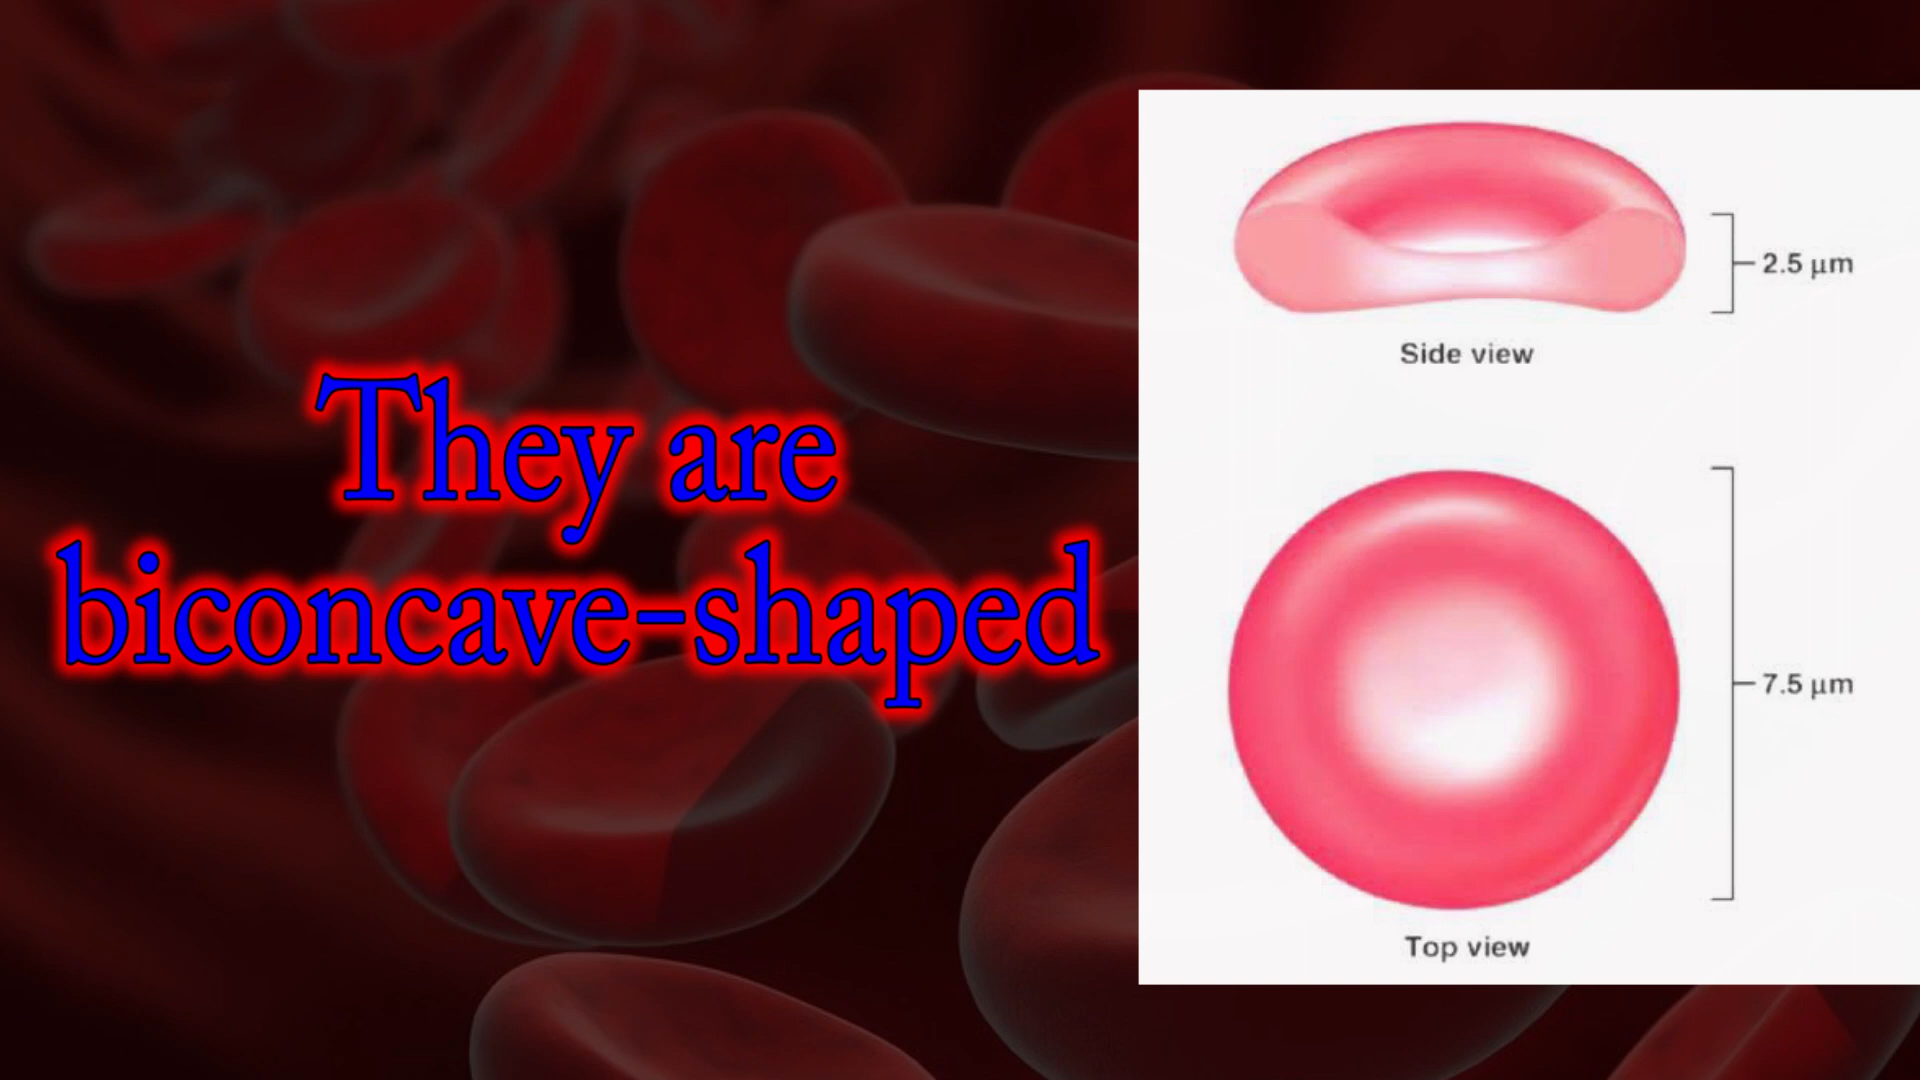 They are
biconcave-shaped
2.5 μm
Side view
7.5 μm
Top view